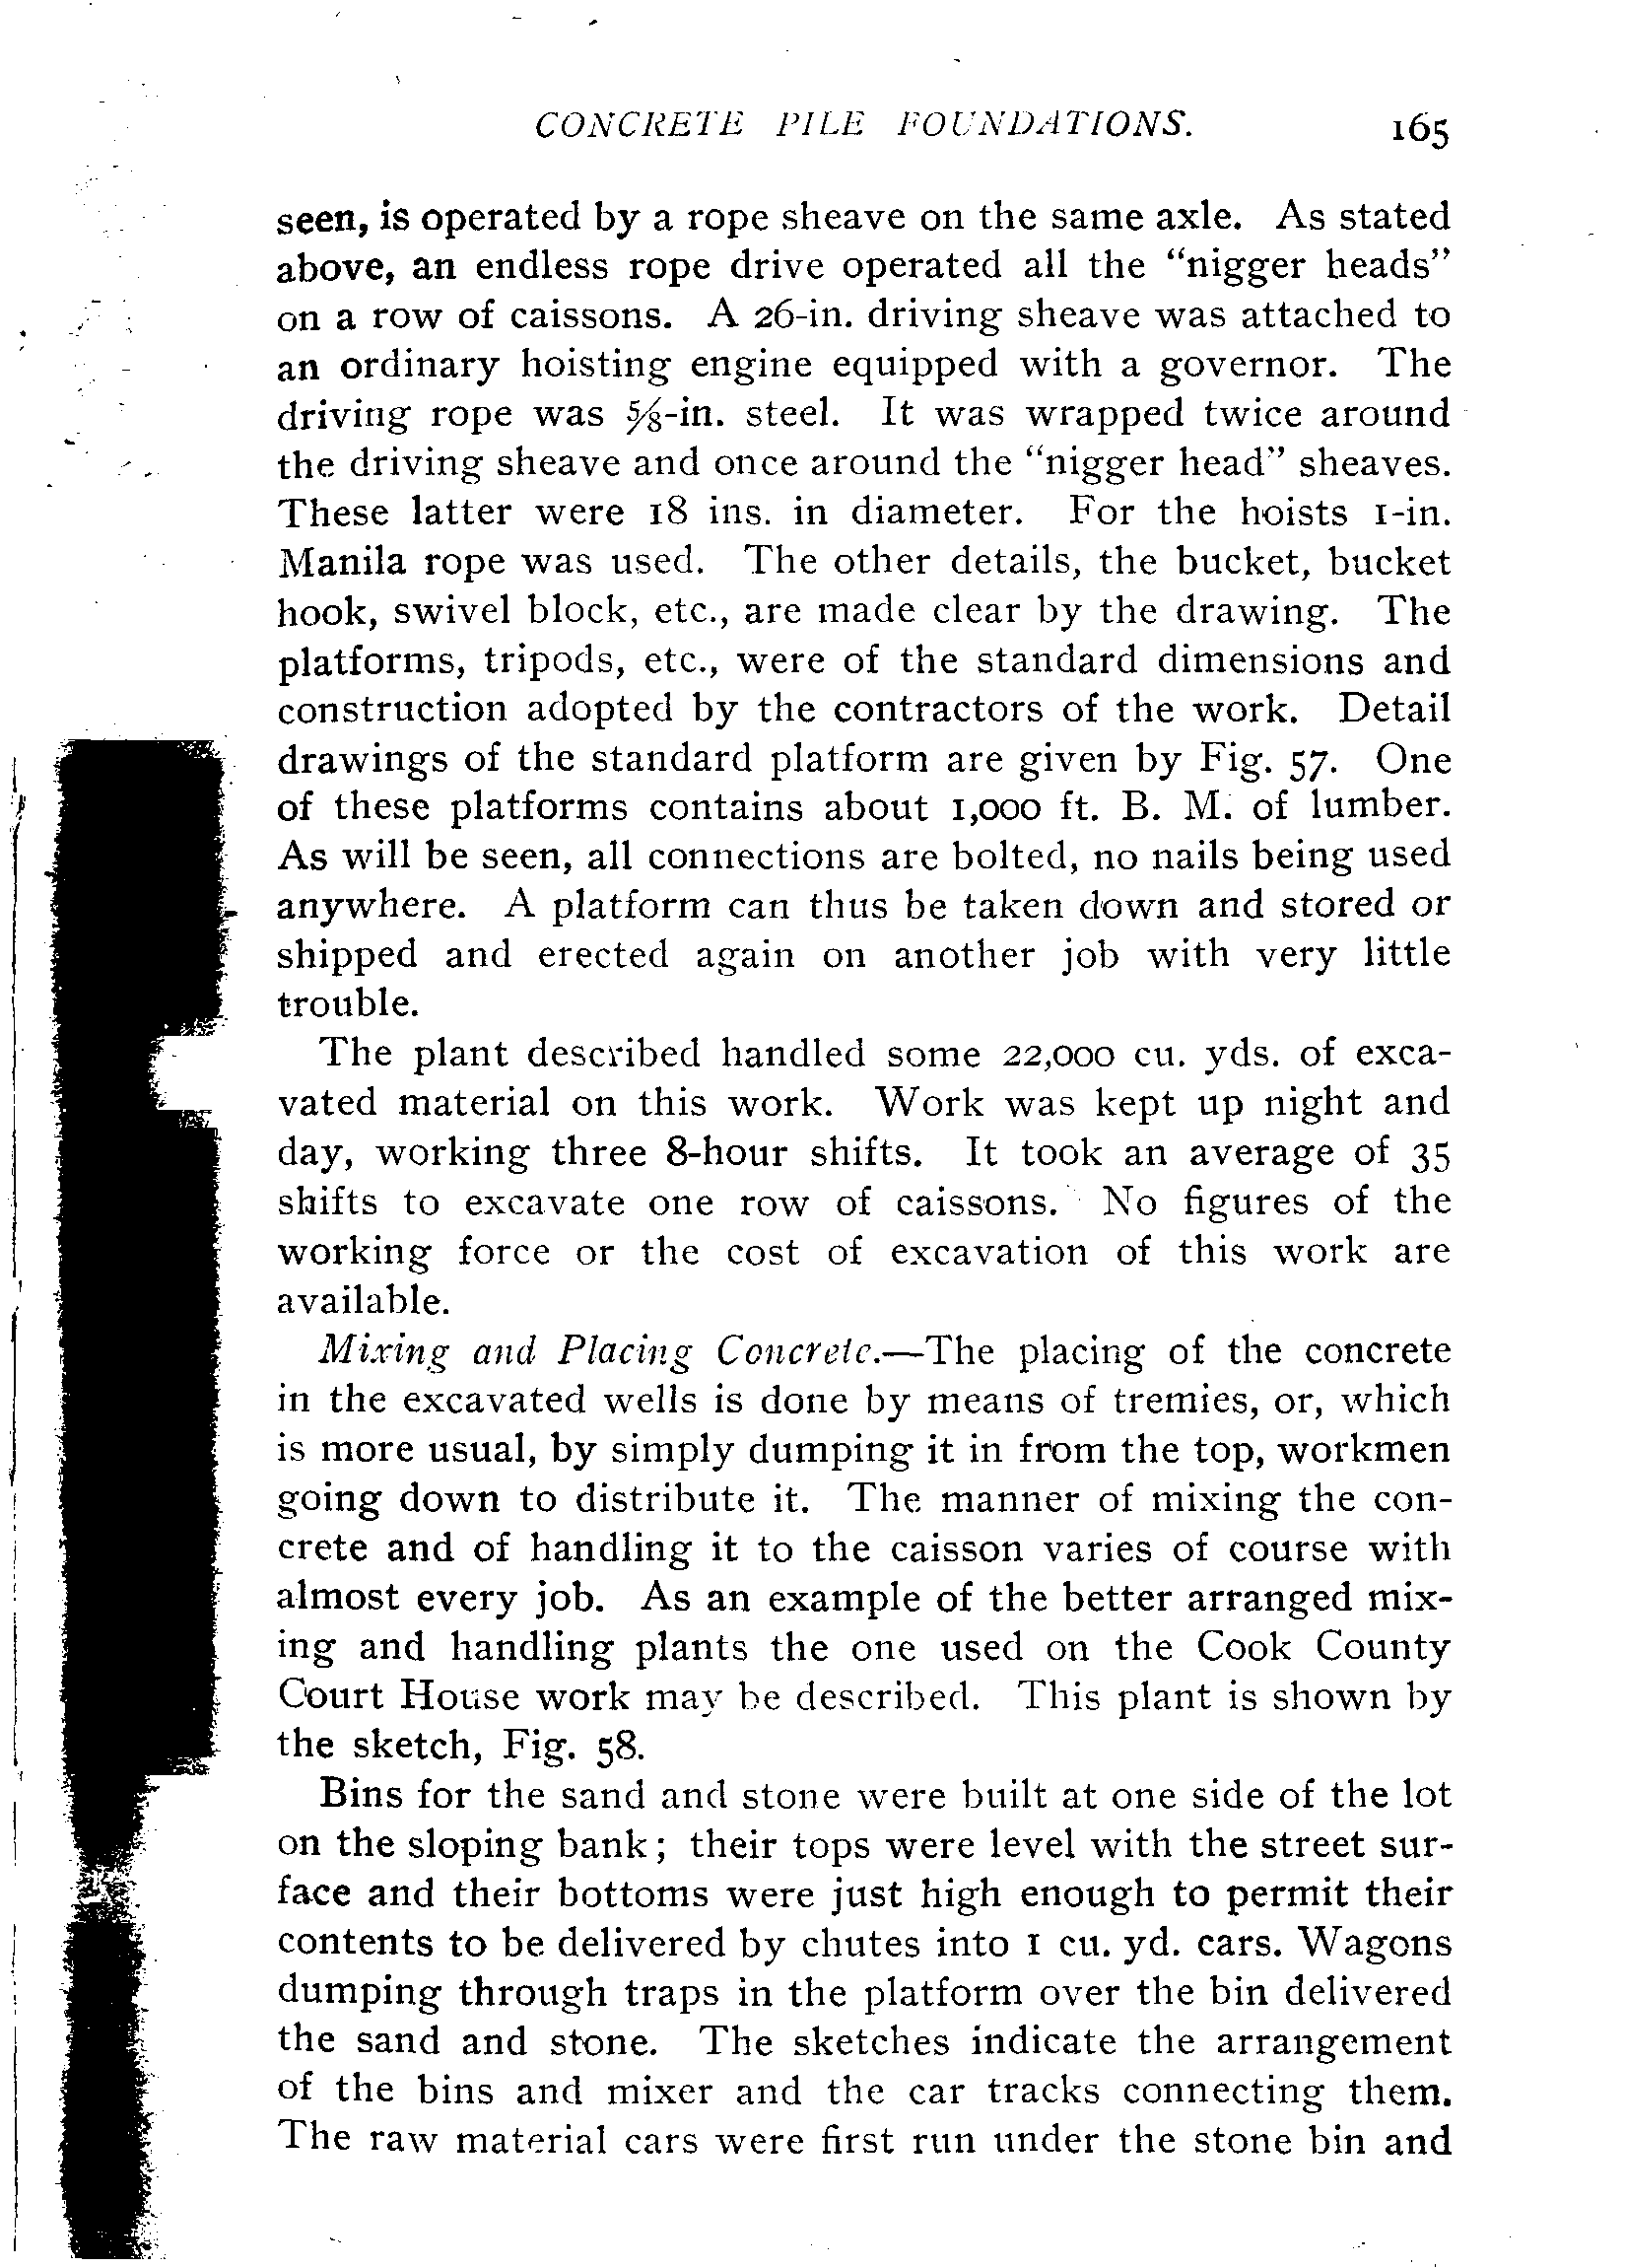 CONCRETE PILE FOUNDATIONS. 165
seen, is operated by a rope sheave on the same axle. As stated
above, an endless rope drive operated all the "nigger heads"
on a row of caissons. A 26-in. driving sheave was attached to
an ordinary hoisting engine equipped with a governor. The
driving rope was ⅝-in. steel. It was wrapped twice around
the driving sheave and once around the "nigger head" sheaves.
These latter were 18 ins. in diameter. For the hoists 1-in.
Manila rope was used. The other details, the bucket, bucket
hook, swivel block, etc., are made clear by the drawing. The
platforms, tripods, etc., were of the standard dimensions and
construction adopted by the contractors of the work. Detail
drawings of the standard platform are given by Fig. 57. One
of these platforms contains about 1,000 ft. B. M. of lumber.
As will be seen, all connections are bolted, no nails being used
anywhere. A platform can thus be taken down and stored or
shipped and erected again on another job with very little
trouble.
The plant described handled some 22,000 cu. yds. of exca-
vated material on this work. Work was kept up night and
day, working three 8-hour shifts. It took an average of 35
shifts to excavate one row of caissons. No figures of the
working force or the cost of excavation of this work are
available.
Mixing and Placing Concrete.—The placing of the concrete
in the excavated wells is done by means of tremies, or, which
is more usual, by simply dumping it in from the top, workmen
going down to distribute it. The manner of mixing the con-
crete and of handling it to the caisson varies of course with
almost every job. As an example of the better arranged mix-
ing and handling plants the one used on the Cook County
Court House work may be described. This plant is shown by
the sketch, Fig. 58.
Bins for the sand and stone were built at one side of the lot
on the sloping bank; their tops were level with the street sur-
face and their bottoms were just high enough to permit their
contents to be delivered by chutes into 1 cu. yd. cars. Wagons
dumping through traps in the platform over the bin delivered
the sand and stone. The sketches indicate the arrangement
of the bins and mixer and the car tracks connecting them.
The raw material cars were first run under the stone bin and